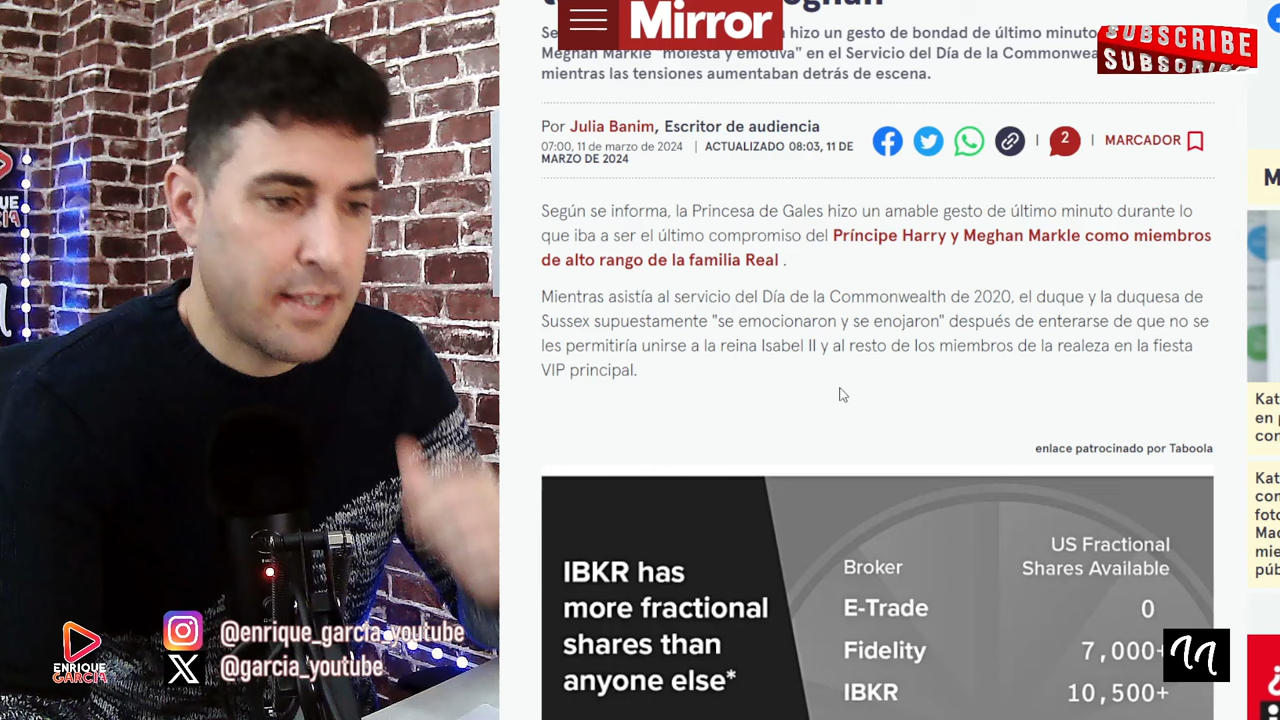 Mirror
hizo un gesto de bondad de último minuto
Meghan Markle "molesta y emotiva" en el Servicio del Día de la
mientras las tensiones aumentaban detrás de escena.
SUBSCRIBE
Por Julia Banim, Escritor de audiencia
07:00, 11 de marzo de 2024 | ACTUALIZADO 08:03, 11 DE
MARZO DE 2024
2
MARCADOR
Según se informa, la Princesa de Gales hizo un amable gesto de último minuto durante lo
que iba a ser el último compromiso del Príncipe Harry y Meghan Markle como miembros
de alto rango de la familia Real .
Mientras asistía al servicio del Día de la Commonwealth de 2020, el duque y la duquesa de
Sussex supuestamente "se emocionaron y se enojaron" después de enterarse de que no se
les permitiría unirse a la reina Isabel II y al resto de los miembros de la realeza en la fiesta
VIP principal.
enlace patrocinado por Taboola
IBKR has
more fractional
shares than
anyone else*
US Fractional
Broker Shares Available
E-Trade 0
Fidelity 7,000+
IBKR 10,500+
ENRIQUE
GARCIA
@enrique_garcia_youtube
@garcia_youtube